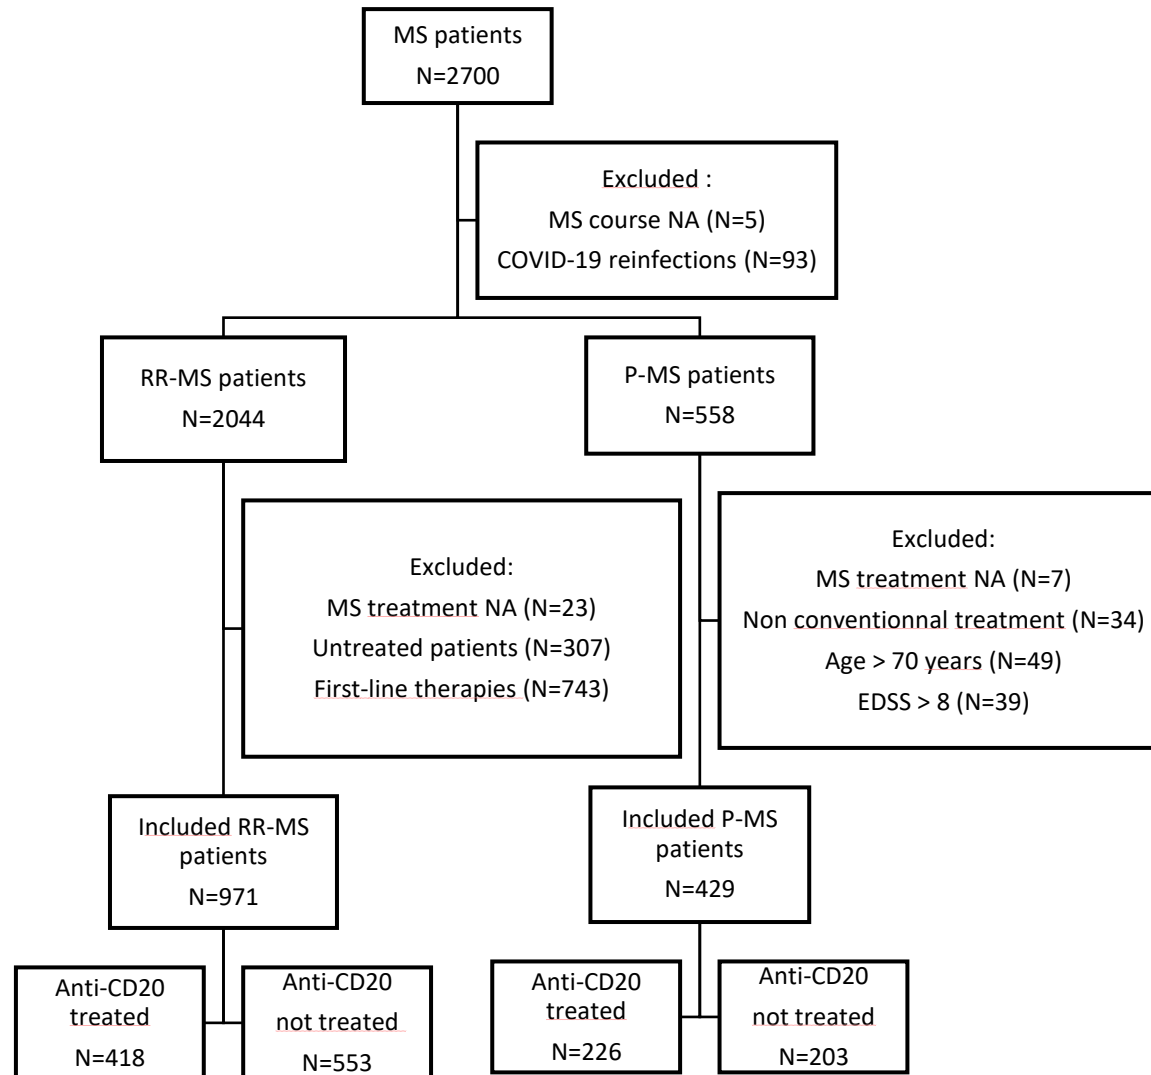 MS patients
N=2700
Excluded :
MS course NA (N=5)
COVID-19 reinfections (N=93)
RR-MS patients
N=2044
P-MS patients
N=558
Excluded:
MS treatment NA (N=23)
Untreated patients (N=307)
First-line therapies (N=743)
Excluded:
MS treatment NA (N=7)
Non conventionnal treatment (N=34)
Age > 70 years (N=49)
EDSS > 8 (N=39)
Included RR-MS
patients
N=971
Included P-MS
patients
N=429
Anti-CD20
treated
N=418
Anti-CD20
not treated
N=553
Anti-CD20
treated
N=226
Anti-CD20
not treated
N=203